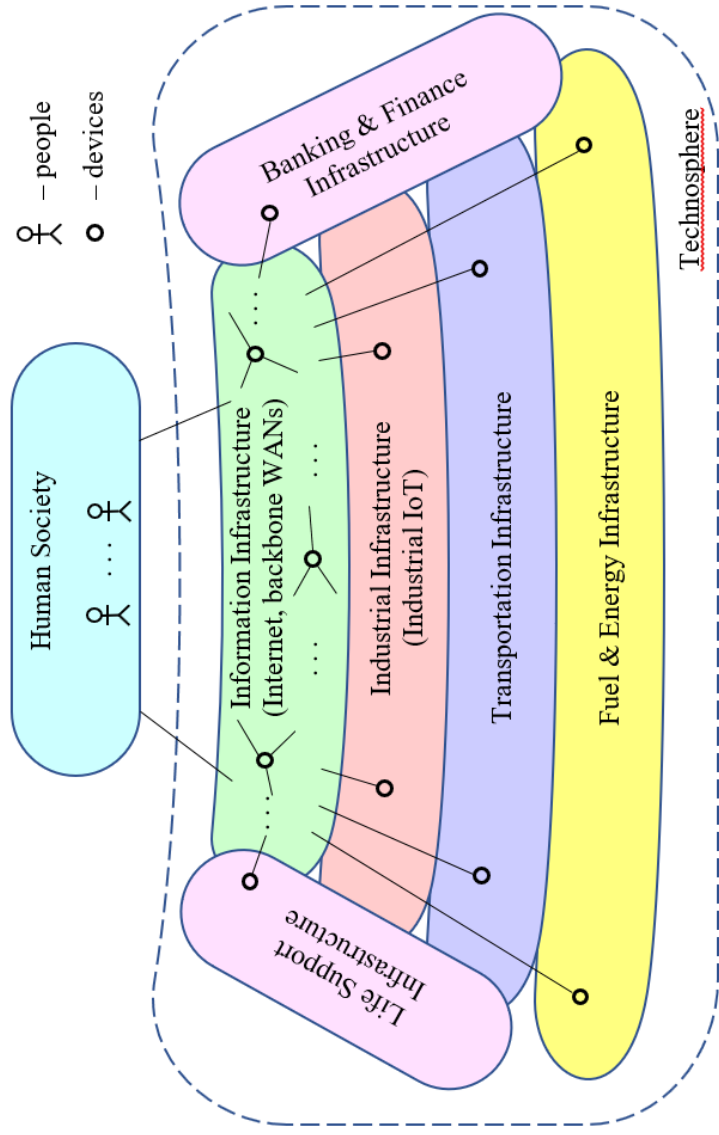 – people
– devices
Human Society
. . . .
Information Infrastructure
(Internet, backbone WANs)
. . . .
. . . .
. . .
. . . .
Industrial Infrastructure
(Industrial IoT)
Transportation Infrastructure
Fuel & Energy Infrastructure
Life Support
Infrastructure
Banking & Finance
Infrastructure
Technosphere